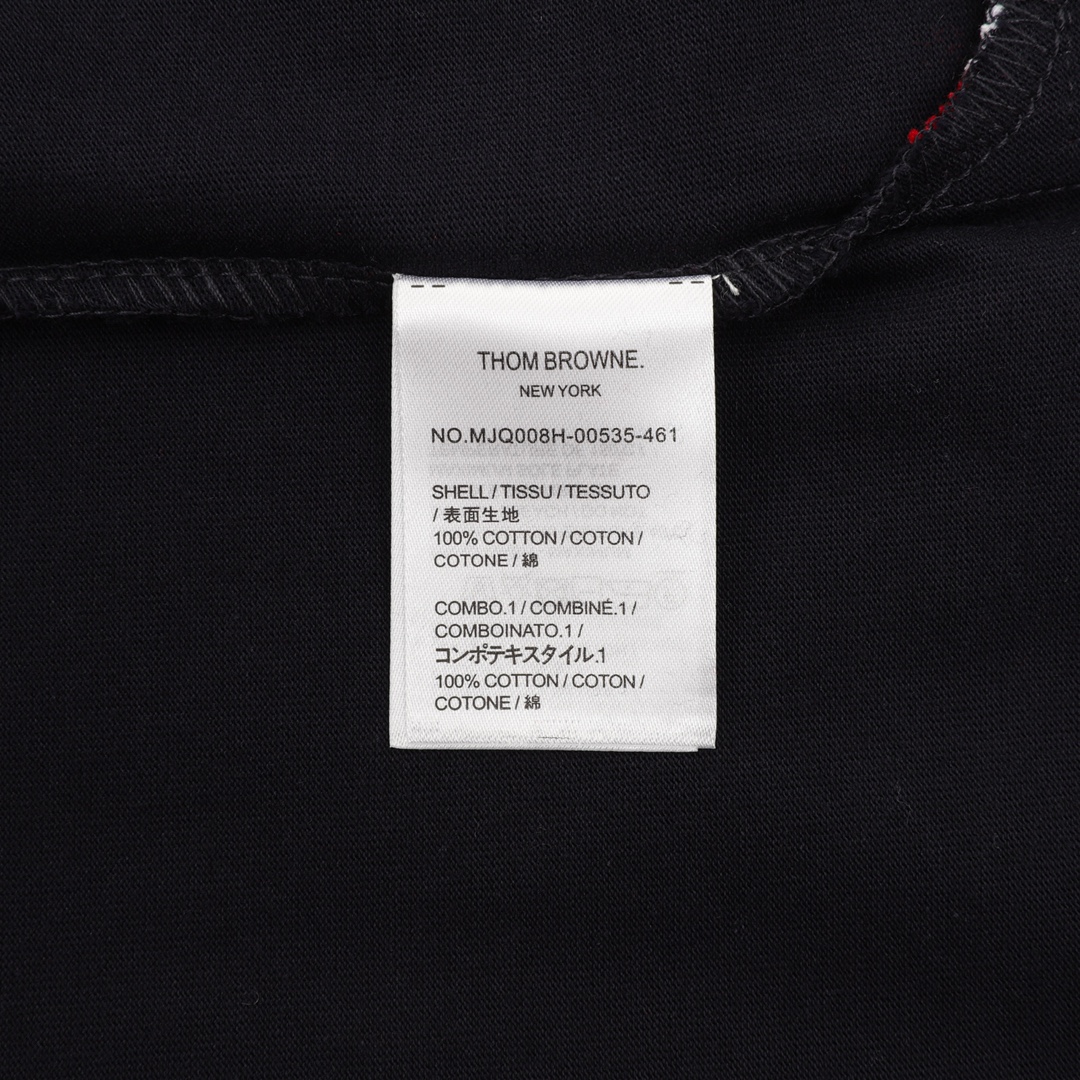 THOM BROWNE.
NEW YORK
NO.MJQ008H-00535-461
SHELL / TISSU / TESSUTO
/ 表面生地
100% COTTON / COTON /
COTONE / 綿
COMBO.1 / COMBINÉ.1 /
COMBOINATO.1 /
コンポテキスタイル.1
100% COTTON / COTON /
COTONE / 綿